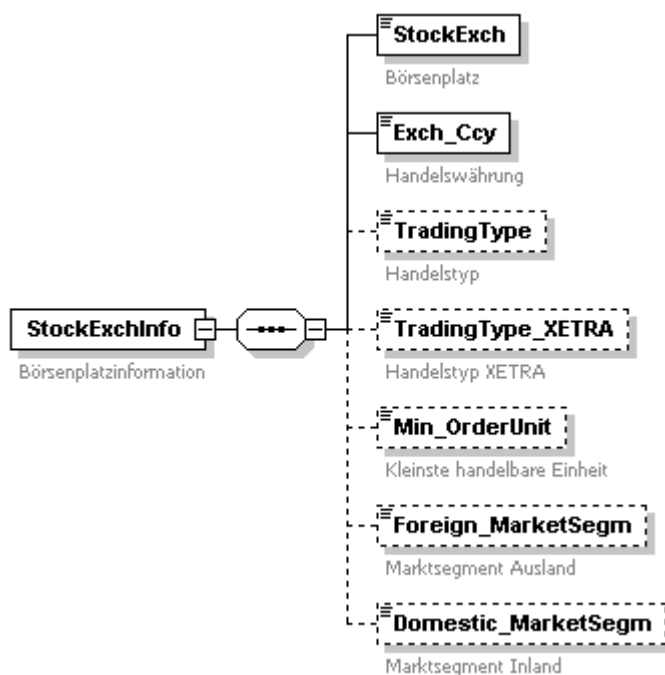 StockExch
Börsenplatz
Exch_Ccy
Handelswährung
TradingType
Handelstyp
StockExchInfo
Börsenplatzinformation
TradingType_XETRA
Handelstyp XETRA
Min_OrderUnit
Kleinste handelbare Einheit
Foreign_MarketSegm
Marktsegment Ausland
Domestic_MarketSegm
Marktsegment Inland